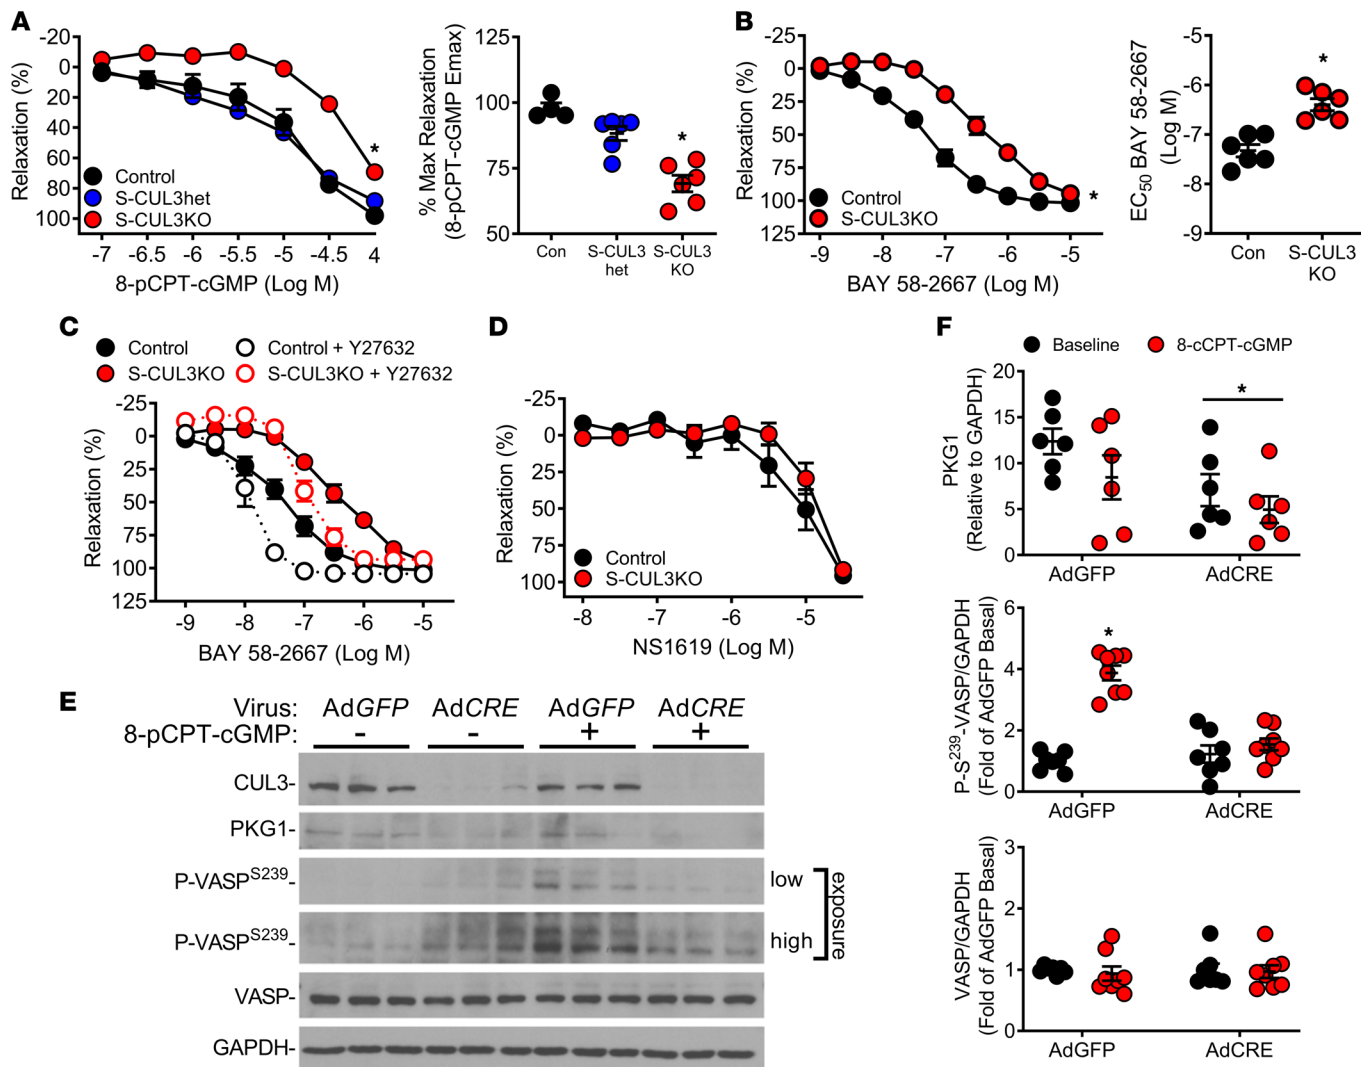 A
-20
0
20
40
60
80
100
Relaxation (%)
Control
S-CUL3het
S-CUL3KO
-7 -6.5 -6 -5.5 -5 -4.5 4
8-pCPT-cGMP (Log M)
125
100
75
50
% Max Relaxation
(8-pCPT-cGMP Emax)
*
*
Con S-CUL3 het S-CUL3 KO
B
-25
0
25
50
75
100
125
Relaxation (%)
Control
S-CUL3KO
*
-9 -8 -7 -6 -5
BAY 58-2667 (Log M)
-5
-6
-7
-8
-9
EC50 BAY 58-2667
(Log M)
*
Con S-CUL3 KO
C
Control
Control + Y27632
S-CUL3KO
S-CUL3KO + Y27632
-25
0
25
50
75
100
125
Relaxation (%)
-9 -8 -7 -6 -5
BAY 58-2667 (Log M)
D
-25
0
25
50
75
100
Relaxation (%)
Control
S-CUL3KO
-8 -7 -6 -5
NS1619 (Log M)
E
Virus: AdGFP AdCRE AdGFP AdCRE
8-pCPT-cGMP: - - + +
CUL3-
PKG1-
P-VASPS239- low
P-VASPS239- high
exposure
VASP-
GAPDH-
F
Baseline 8-cCPT-cGMP
20
15
10
5
0
PKG1
(Relative to GAPDH)
*
AdGFP AdCRE
6
4
2
0
P-S239-VASP/GAPDH
(Fold of AdGFP Basal)
*
AdGFP AdCRE
3
2
1
0
VASP/GAPDH
(Fold of AdGFP Basal)
AdGFP AdCRE